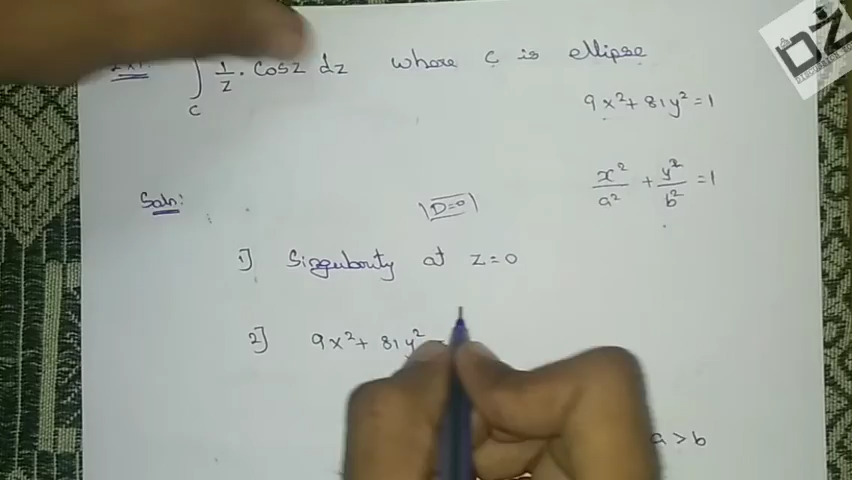 ∫ 1/z · Cosz dz where c is ellipse
C
9x² + 81y² = 1
x²/a² + y²/b² = 1
Soln:
|D=0|
1] Singularity at z=0
2] 9x² + 81y²
a > b